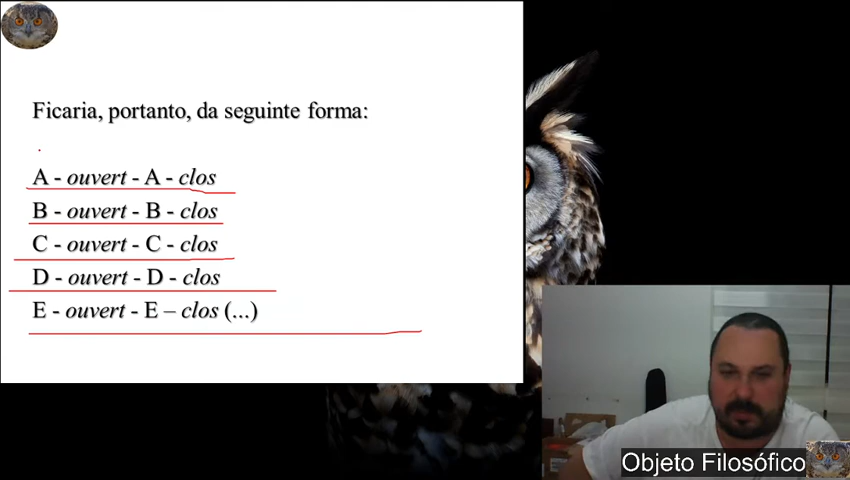 Ficaria, portanto, da seguinte forma:
A - ouvert - A - clos
B - ouvert - B - clos
C - ouvert - C - clos
D - ouvert - D - clos
E - ouvert - E – clos (...)
Objeto Filosófico